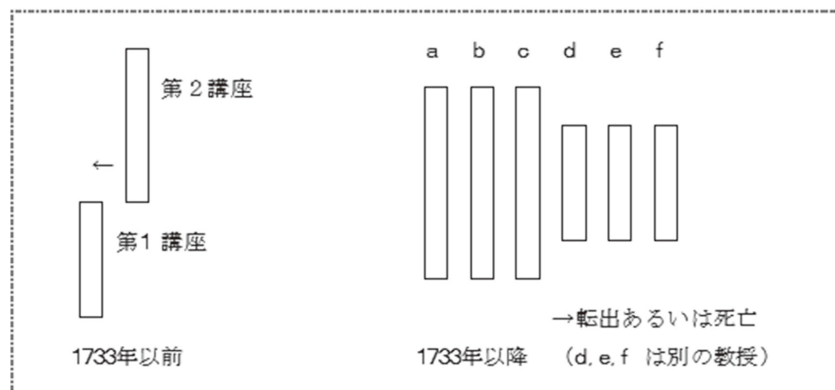 第２講座
←
第1 講座
1733年以前
a b c d e f
→転出あるいは死亡
1733年以降 （d, e, f は別の教授）